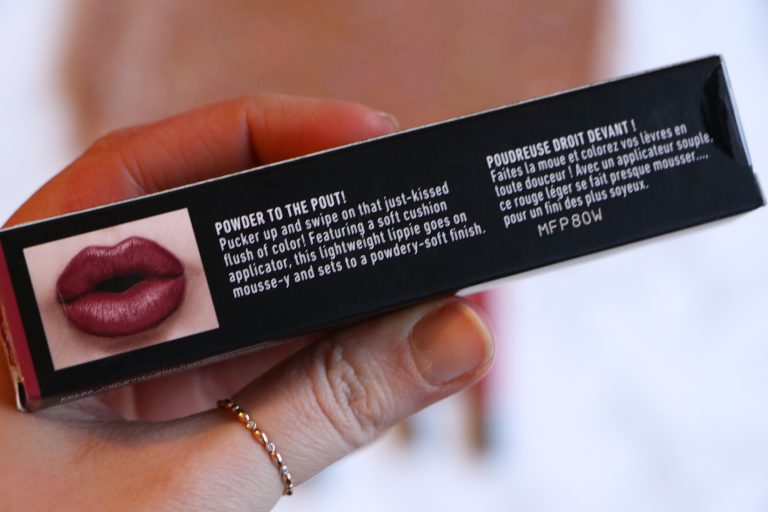 POWDER TO THE POUT!
Pucker up and swipe on that just-kissed
flush of color! Featuring a soft cushion
applicator, this lightweight lippie goes on
mousse-y and sets to a powdery-soft finish.
POUDREUSE DROIT DEVANT !
Faites la moue et colorez vos lèvres en
toute douceur ! Avec un applicateur souple,
ce rouge léger se fait presque mousser....
pour un fini des plus soyeux.
MFP80W